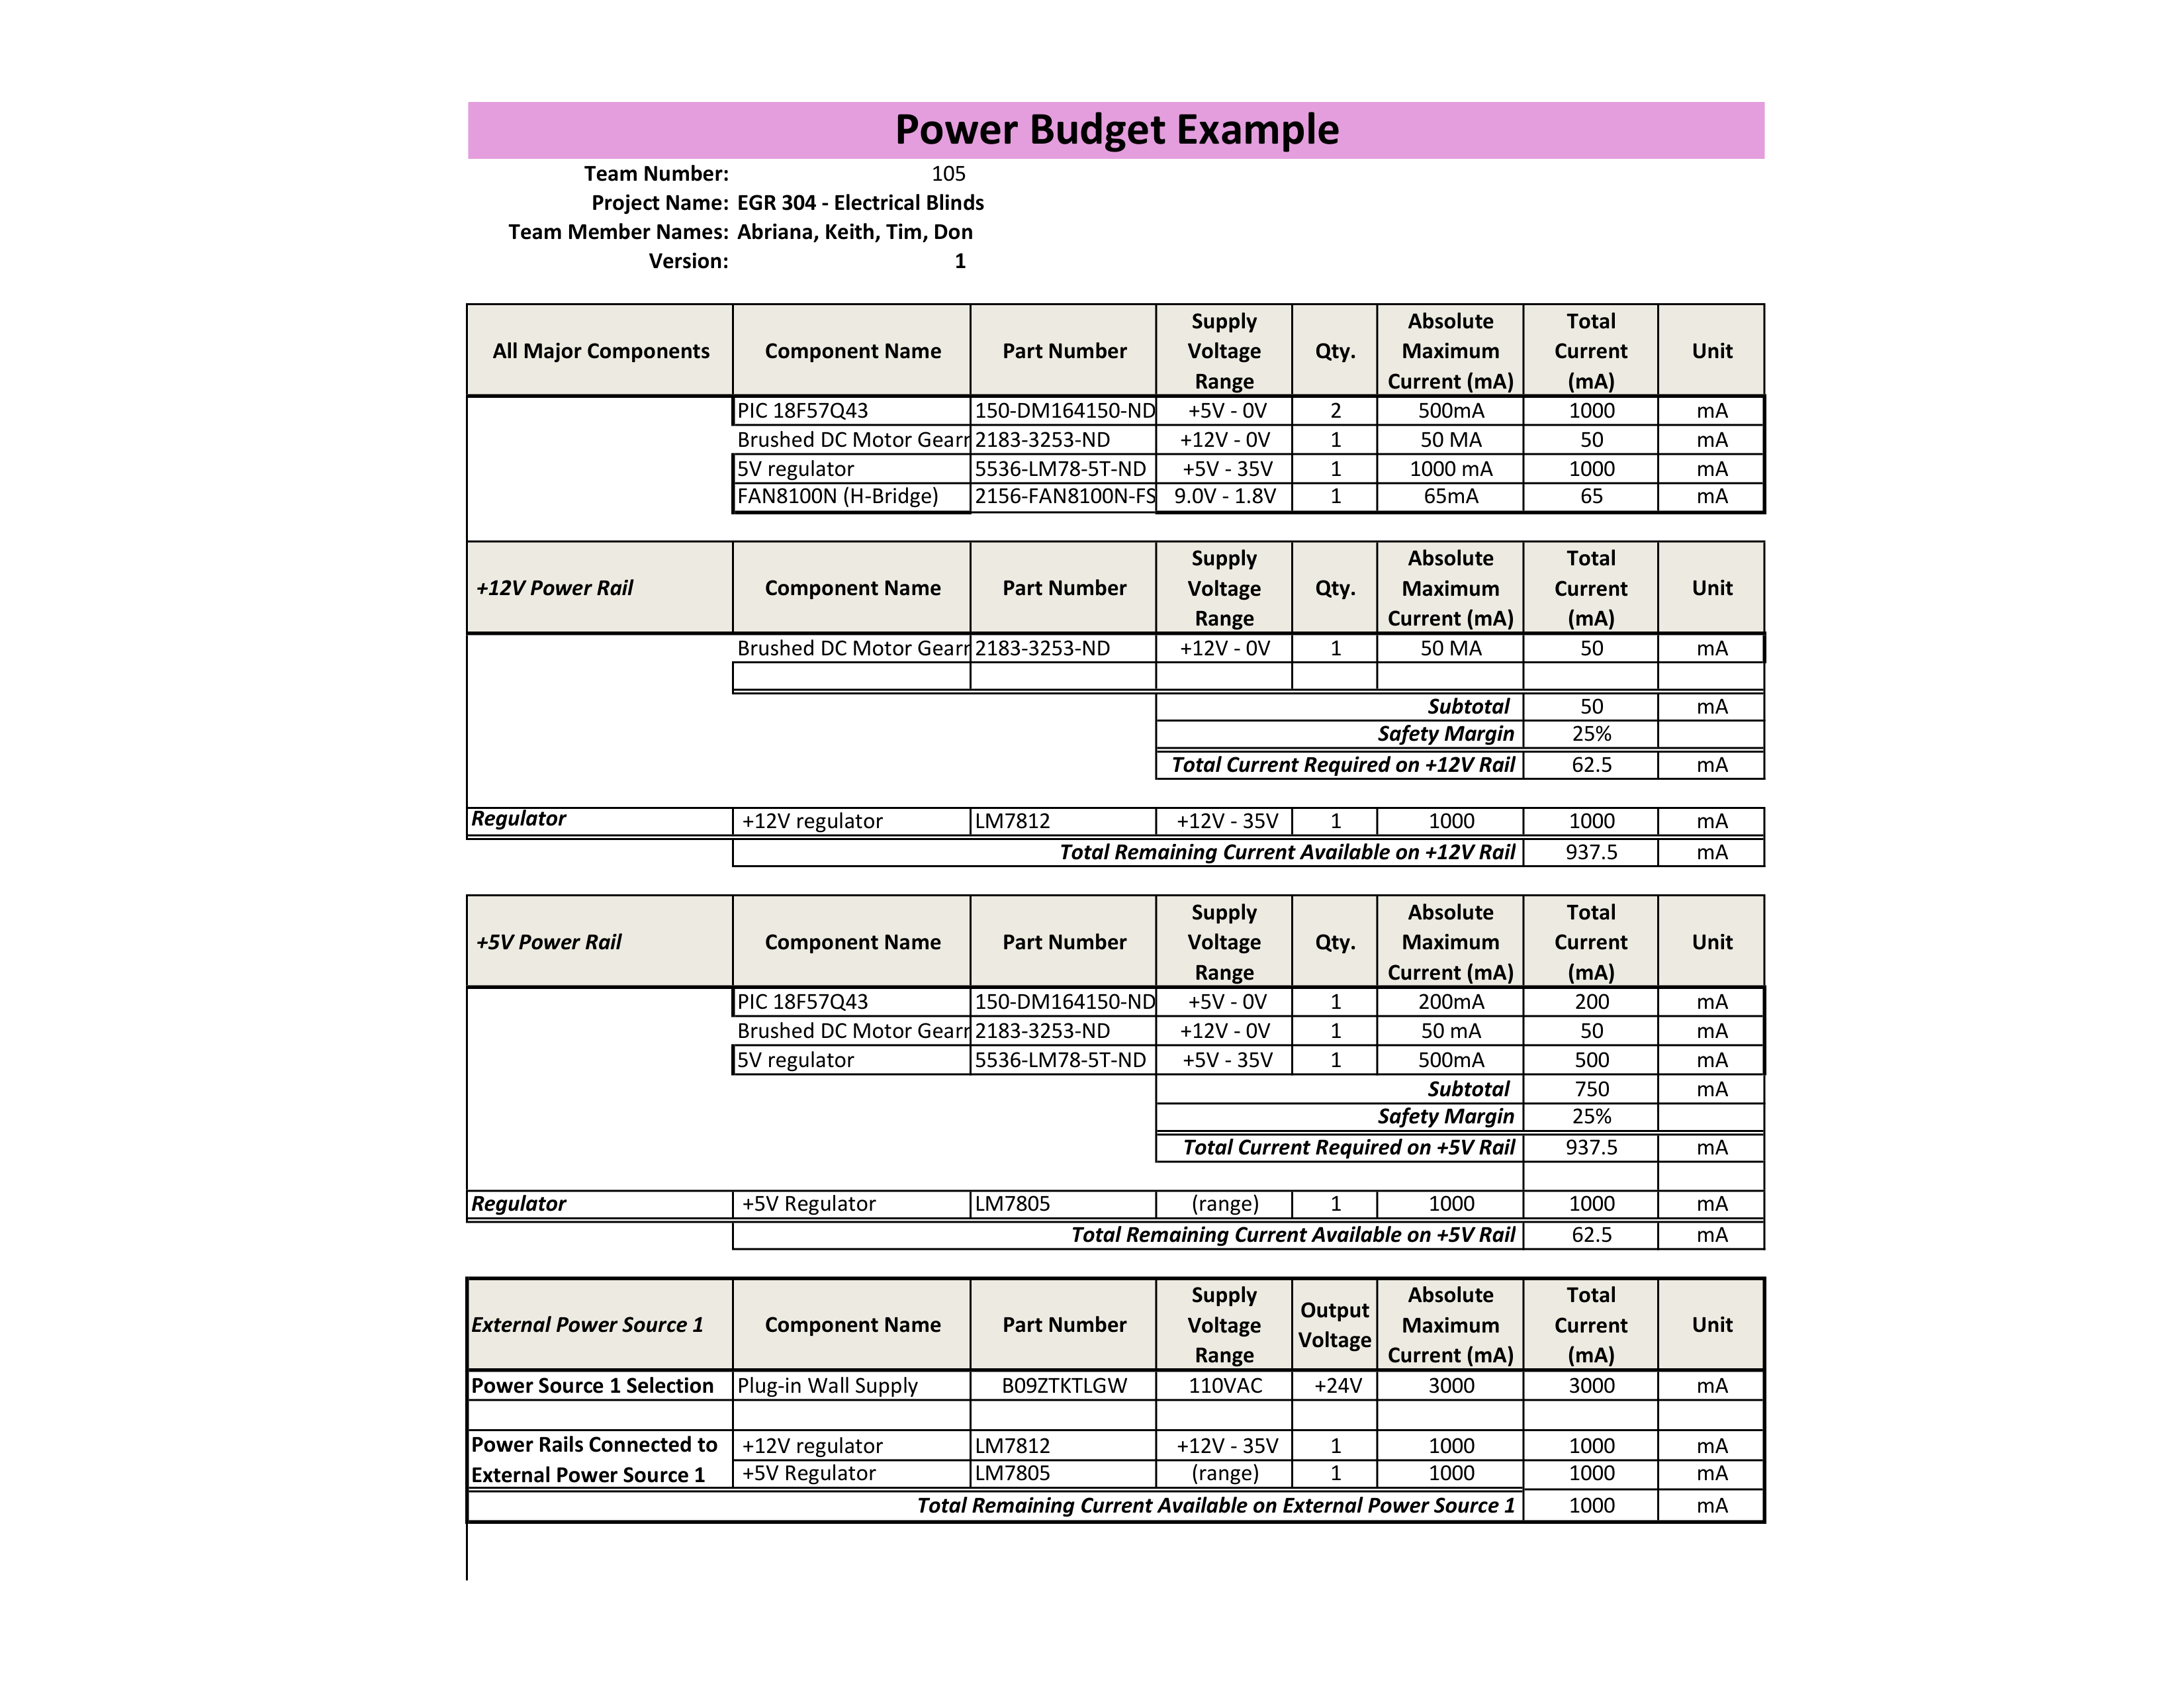 Power Budget Example
Team Number: 105
Project Name: EGR 304 - Electrical Blinds
Team Member Names: Abriana, Keith, Tim, Don
Version: 1
All Major Components Component Name Part Number Supply Voltage Range Qty. Absolute Maximum Current (mA) Total Current (mA) Unit
PIC 18F57Q43 150-DM164150-ND +5V - 0V 2 500mA 1000 mA
Brushed DC Motor Gearr 2183-3253-ND +12V - 0V 1 50 MA 50 mA
5V regulator 5536-LM78-5T-ND +5V - 35V 1 1000 mA 1000 mA
FAN8100N (H-Bridge) 2156-FAN8100N-FS 9.0V - 1.8V 1 65mA 65 mA
+12V Power Rail Component Name Part Number Supply Voltage Range Qty. Absolute Maximum Current (mA) Total Current (mA) Unit
Brushed DC Motor Gearr 2183-3253-ND +12V - 0V 1 50 MA 50 mA
Subtotal 50 mA
Safety Margin 25%
Total Current Required on +12V Rail 62.5 mA
Regulator +12V regulator LM7812 +12V - 35V 1 1000 1000 mA
Total Remaining Current Available on +12V Rail 937.5 mA
+5V Power Rail Component Name Part Number Supply Voltage Range Qty. Absolute Maximum Current (mA) Total Current (mA) Unit
PIC 18F57Q43 150-DM164150-ND +5V - 0V 1 200mA 200 mA
Brushed DC Motor Gearr 2183-3253-ND +12V - 0V 1 50 mA 50 mA
5V regulator 5536-LM78-5T-ND +5V - 35V 1 500mA 500 mA
Subtotal 750 mA
Safety Margin 25%
Total Current Required on +5V Rail 937.5 mA
Regulator +5V Regulator LM7805 (range) 1 1000 1000 mA
Total Remaining Current Available on +5V Rail 62.5 mA
External Power Source 1 Component Name Part Number Supply Voltage Range Output Voltage Absolute Maximum Current (mA) Total Current (mA) Unit
Power Source 1 Selection Plug-in Wall Supply B09ZTKTLGW 110VAC +24V 3000 3000 mA
Power Rails Connected to +12V regulator LM7812 +12V - 35V 1 1000 1000 mA
External Power Source 1 +5V Regulator LM7805 (range) 1 1000 1000 mA
Total Remaining Current Available on External Power Source 1 1000 mA